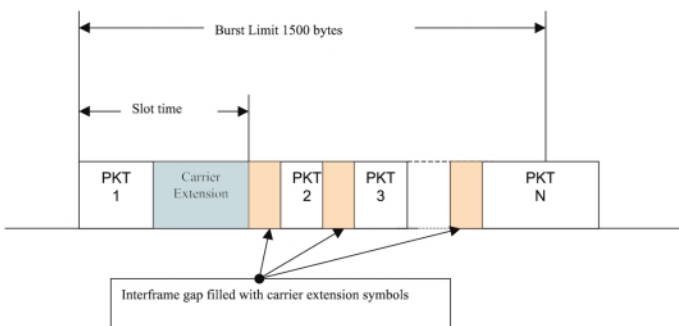 Burst Limit 1500 bytes
Slot time
PKT
1
Carrier
Extension
PKT
2
PKT
3
PKT
N
Interframe gap filled with carrier extension symbols